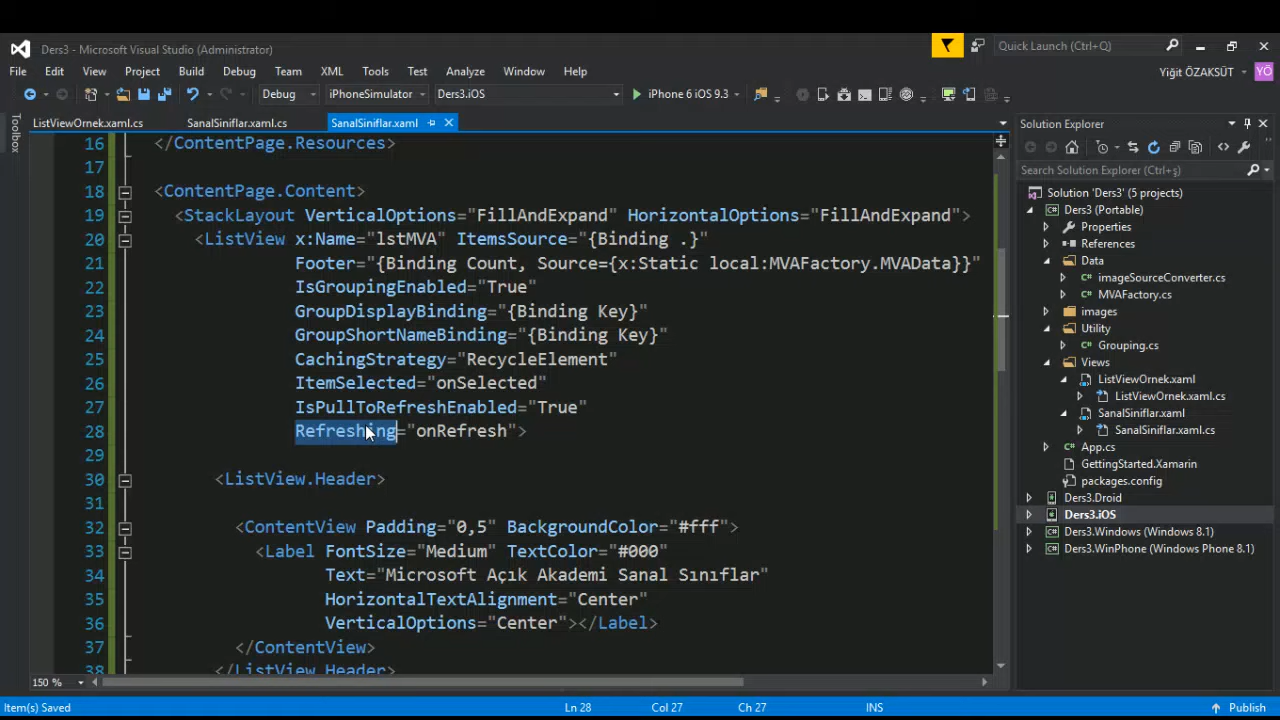 Ders3 - Microsoft Visual Studio (Administrator)
Quick Launch (Ctrl+Q)
File Edit View Project Build Debug Team XML Tools Test Analyze Window Help
Yiğit ÖZAKSÜT YÖ
Debug iPhoneSimulator Ders3.iOS iPhone 6 iOS 9.3
ListViewOrnek.xaml.cs SanalSiniflar.xaml.cs SanalSiniflar.xaml
Toolbox
16 </ContentPage.Resources>
17
18 <ContentPage.Content>
19 <StackLayout VerticalOptions="FillAndExpand" HorizontalOptions="FillAndExpand">
20 <ListView x:Name="lstMVA" ItemsSource="{Binding .}"
21 Footer="{Binding Count, Source={x:Static local:MVAFactory.MVAData}}"
22 IsGroupingEnabled="True"
23 GroupDisplayBinding="{Binding Key}"
24 GroupShortNameBinding="{Binding Key}"
25 CachingStrategy="RecycleElement"
26 ItemSelected="onSelected"
27 IsPullToRefreshEnabled="True"
28 Refreshing="onRefresh">
29
30 <ListView.Header>
31
32 <ContentView Padding="0,5" BackgroundColor="#fff">
33 <Label FontSize="Medium" TextColor="#000"
34 Text="Microsoft Açık Akademi Sanal Sınıflar"
35 HorizontalTextAlignment="Center"
36 VerticalOptions="Center"></Label>
37 </ContentView>
38 </ListView.Header>
Solution Explorer
Search Solution Explorer (Ctrl+ş)
Solution 'Ders3' (5 projects)
Ders3 (Portable)
Properties
References
Data
imageSourceConverter.cs
MVAFactory.cs
images
Utility
Grouping.cs
Views
ListViewOrnek.xaml
ListViewOrnek.xaml.cs
SanalSiniflar.xaml
SanalSiniflar.xaml.cs
App.cs
GettingStarted.Xamarin
packages.config
Ders3.Droid
Ders3.iOS
Ders3.Windows (Windows 8.1)
Ders3.WinPhone (Windows Phone 8.1)
150 %
Item(s) Saved Ln 28 Col 27 Ch 27 INS Publish